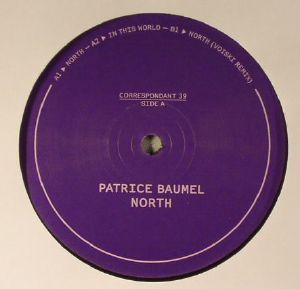 A1 ▸ NORTH – A2 ▸ IN THIS WORLD – B1 ▸ NORTH (VOISKI REMIX)
CORRESPONDANT 39
SIDE A
PATRICE BAUMEL
NORTH